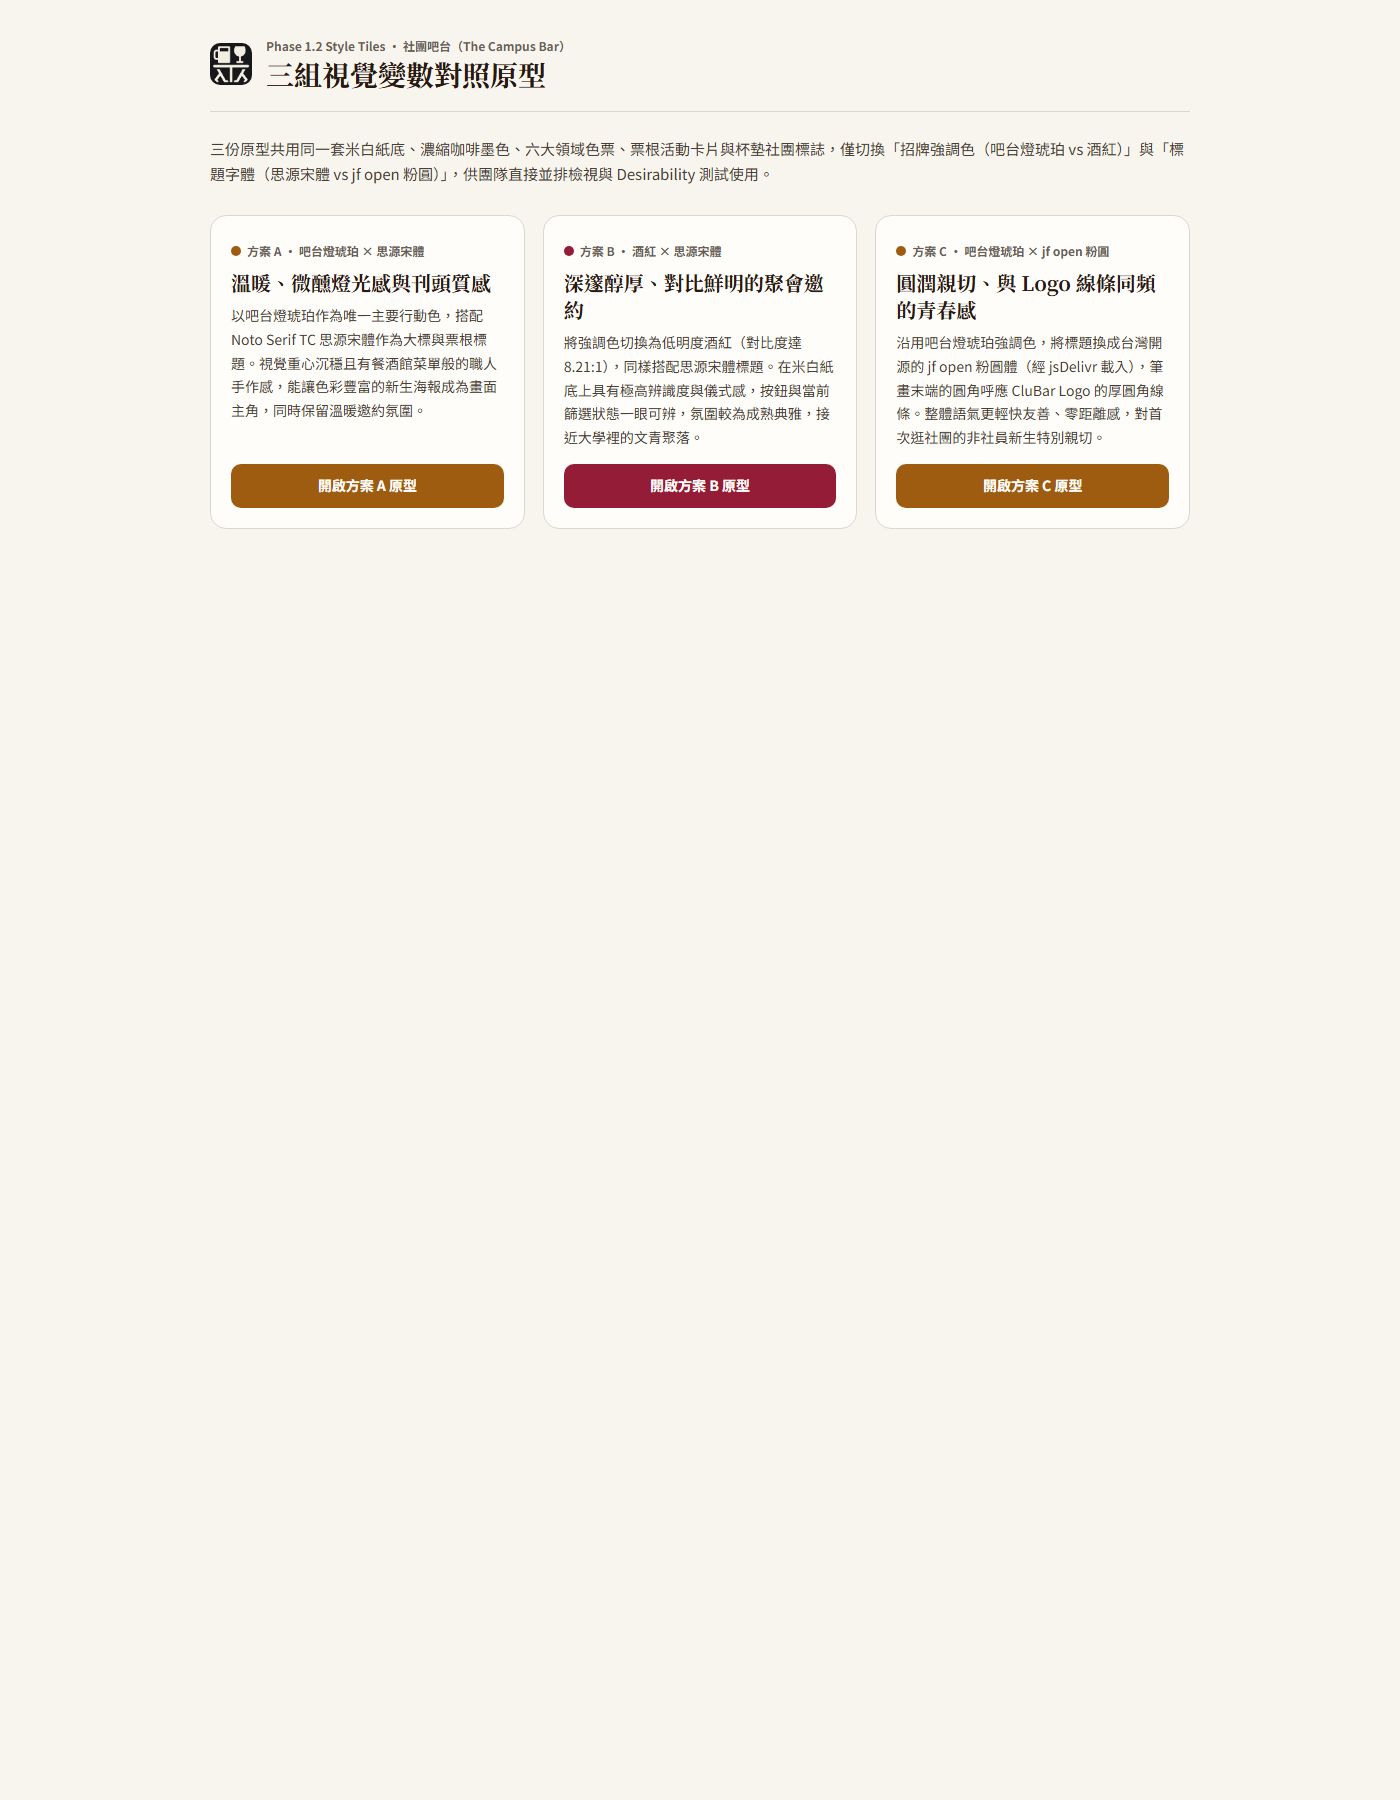 Phase 1.2 Style Tiles ・ 社團吧台（The Campus Bar）
三組視覺變數對照原型
三份原型共用同一套米白紙底、濃縮咖啡墨色、六大領域色票、票根活動卡片與杯墊社團標誌，僅切換「招牌強調色（吧台燈琥珀 vs 酒紅）」與「標
題字體（思源宋體 vs jf open 粉圓）」，供團隊直接並排檢視與 Desirability 測試使用。
方案 A ・ 吧台燈琥珀 × 思源宋體
溫暖、微醺燈光感與刊頭質感
以吧台燈琥珀作為唯一主要行動色，搭配
Noto Serif TC 思源宋體作為大標與票根標
題。視覺重心沉穩且有餐酒館菜單般的職人
手作感，能讓色彩豐富的新生海報成為畫面
主角，同時保留溫暖邀約氛圍。
開啟方案 A 原型
方案 B ・ 酒紅 × 思源宋體
深邃醇厚、對比鮮明的聚會邀
約
將強調色切換為低明度酒紅（對比度達
8.21:1），同樣搭配思源宋體標題。在米白紙
底上具有極高辨識度與儀式感，按鈕與當前
篩選狀態一眼可辨，氛圍較為成熟典雅，接
近大學裡的文青聚落。
開啟方案 B 原型
方案 C ・ 吧台燈琥珀 × jf open 粉圓
圓潤親切、與 Logo 線條同頻
的青春感
沿用吧台燈琥珀強調色，將標題換成台灣開
源的 jf open 粉圓體（經 jsDelivr 載入），筆
畫末端的圓角呼應 CluBar Logo 的厚圓角線
條。整體語氣更輕快友善、零距離感，對首
次逛社團的非社員新生特別親切。
開啟方案 C 原型